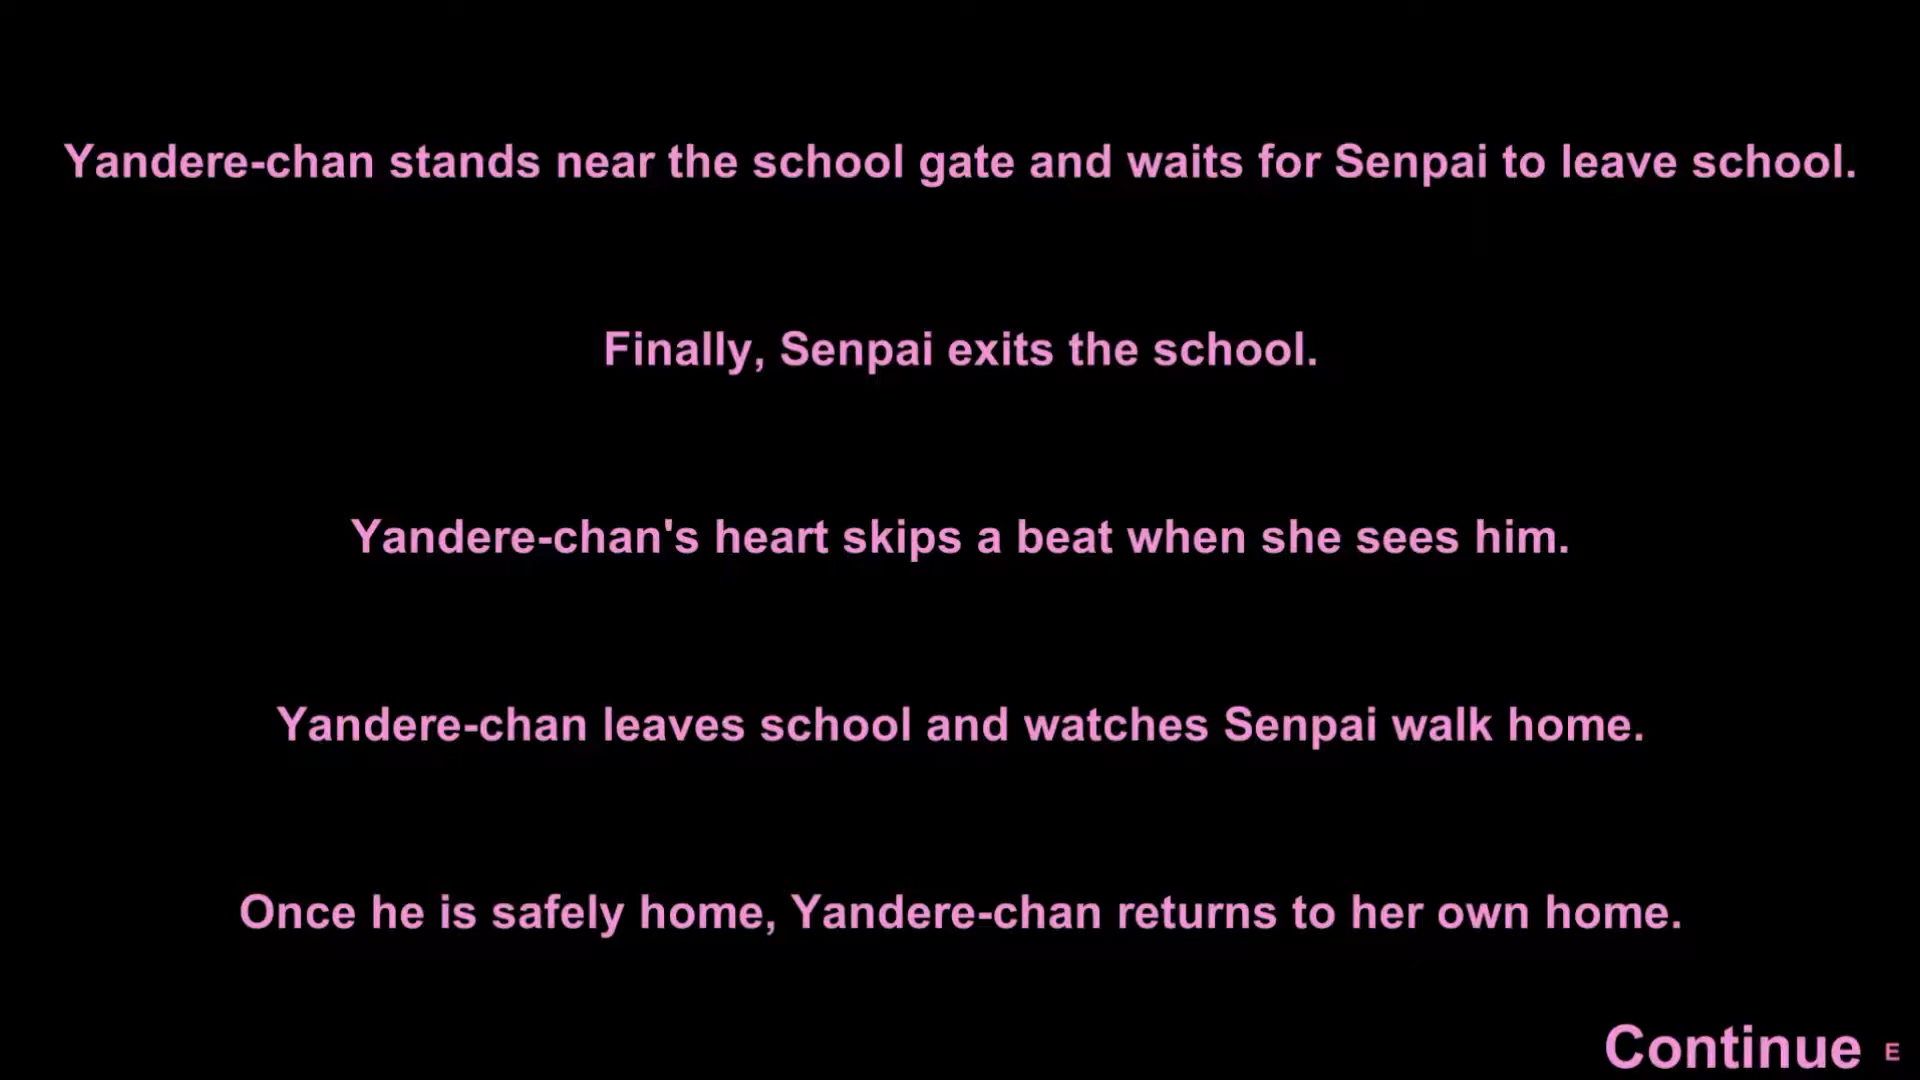 Yandere-chan stands near the school gate and waits for Senpai to leave school.
Finally, Senpai exits the school.
Yandere-chan's heart skips a beat when she sees him.
Yandere-chan leaves school and watches Senpai walk home.
Once he is safely home, Yandere-chan returns to her own home.
Continue E